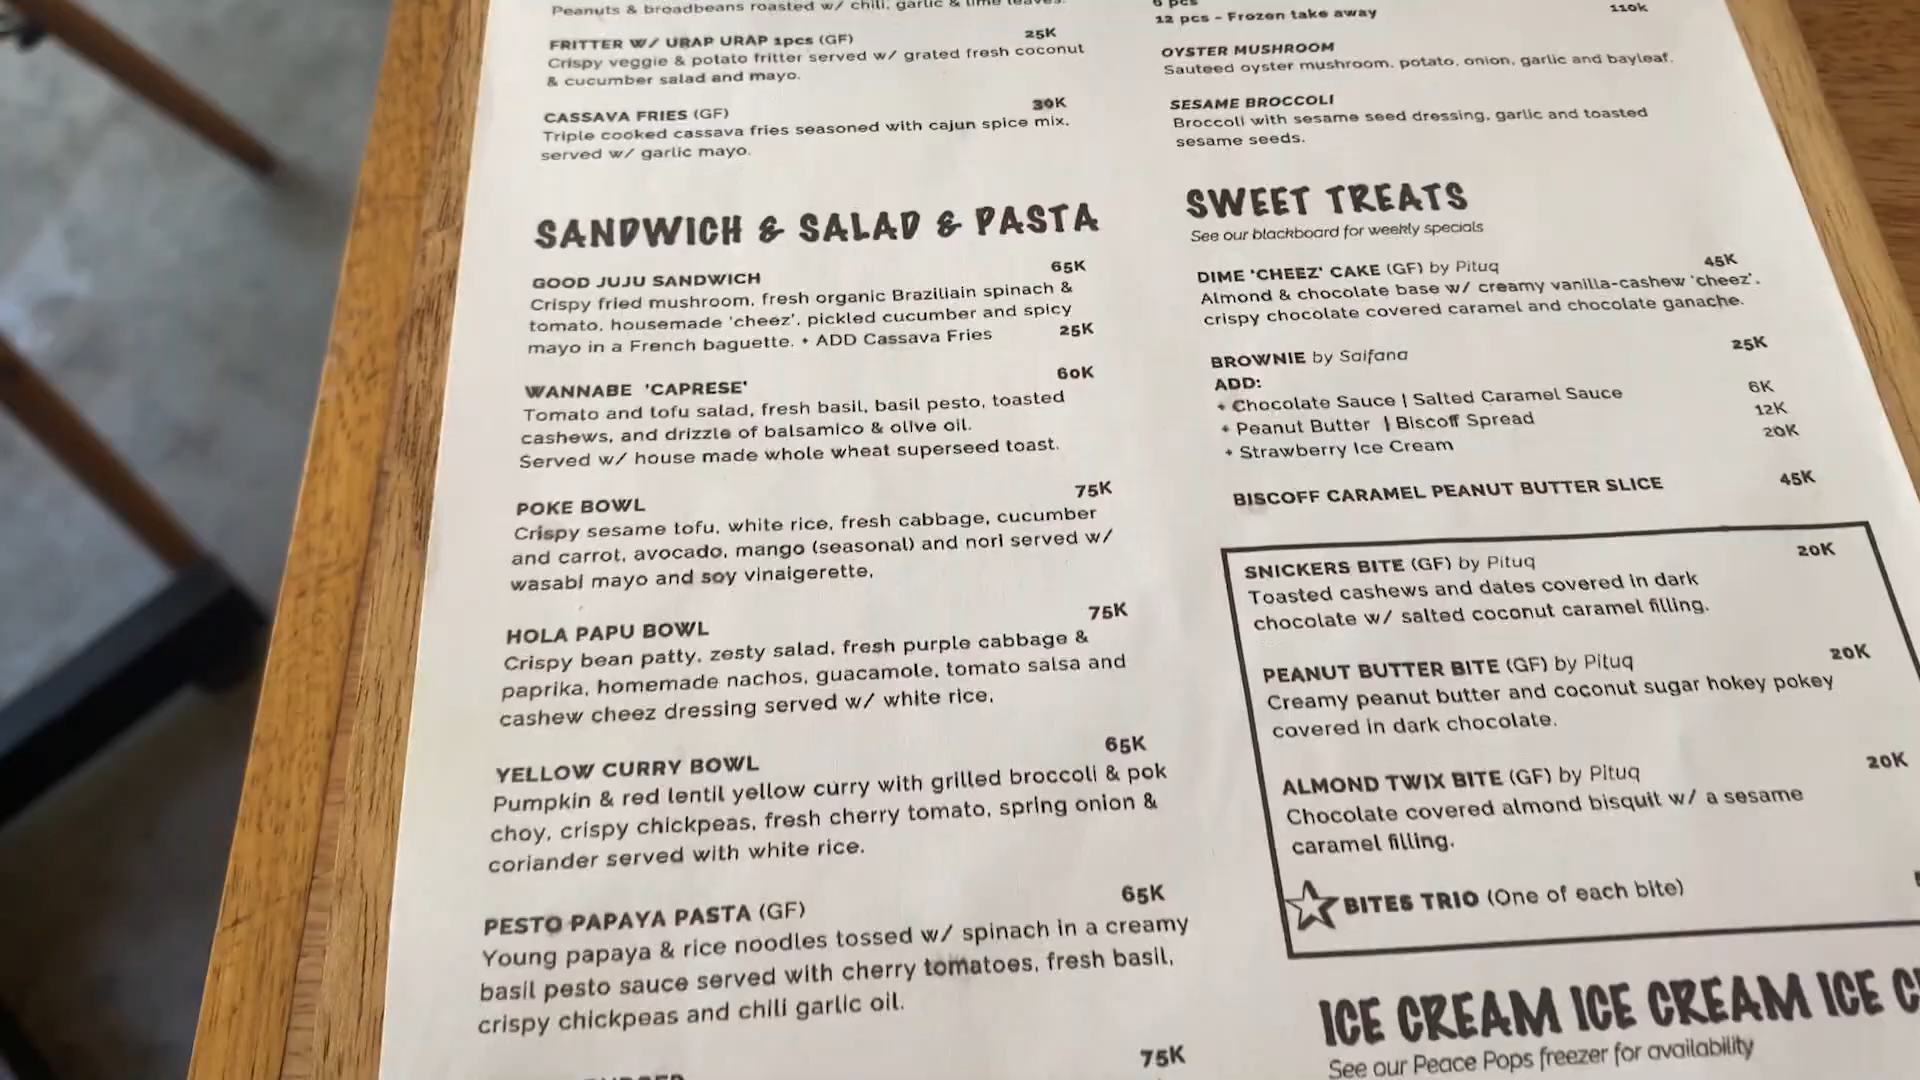 Peanuts & broadbeans roasted w/ chili, garlic & lime leaves.
FRITTER W/ URAP URAP 1pcs (GF) 25K
Crispy veggie & potato fritter served w/ grated fresh coconut
& cucumber salad and mayo.
CASSAVA FRIES (GF) 30K
Triple cooked cassava fries seasoned with cajun spice mix,
served w/ garlic mayo.
SANDWICH & SALAD & PASTA
GOOD JUJU SANDWICH 65K
Crispy fried mushroom, fresh organic Braziliain spinach &
tomato, housemade 'cheez', pickled cucumber and spicy
mayo in a French baguette. + ADD Cassava Fries 25K
WANNABE 'CAPRESE' 60K
Tomato and tofu salad, fresh basil, basil pesto, toasted
cashews, and drizzle of balsamico & olive oil.
Served w/ house made whole wheat superseed toast.
POKE BOWL 75K
Crispy sesame tofu, white rice, fresh cabbage, cucumber
and carrot, avocado, mango (seasonal) and nori served w/
wasabi mayo and soy vinaigerette,
HOLA PAPU BOWL 75K
Crispy bean patty, zesty salad, fresh purple cabbage &
paprika, homemade nachos, guacamole, tomato salsa and
cashew cheez dressing served w/ white rice,
YELLOW CURRY BOWL 65K
Pumpkin & red lentil yellow curry with grilled broccoli & pok
choy, crispy chickpeas, fresh cherry tomato, spring onion &
coriander served with white rice.
PESTO PAPAYA PASTA (GF) 65K
Young papaya & rice noodles tossed w/ spinach in a creamy
basil pesto sauce served with cherry tomatoes, fresh basil,
crispy chickpeas and chili garlic oil.
75K
6 pcs
12 pcs - Frozen take away 110K
OYSTER MUSHROOM
Sauteed oyster mushroom, potato, onion, garlic and bayleaf.
SESAME BROCCOLI
Broccoli with sesame seed dressing, garlic and toasted
sesame seeds.
SWEET TREATS
See our blackboard for weekly specials
DIME 'CHEEZ' CAKE (GF) by Pituq 45K
Almond & chocolate base w/ creamy vanilla-cashew 'cheez',
crispy chocolate covered caramel and chocolate ganache.
BROWNIE by Saifana 25K
ADD:
+ Chocolate Sauce | Salted Caramel Sauce 6K
+ Peanut Butter | Biscoff Spread 12K
+ Strawberry Ice Cream 20K
BISCOFF CARAMEL PEANUT BUTTER SLICE 45K
SNICKERS BITE (GF) by Pituq 20K
Toasted cashews and dates covered in dark
chocolate w/ salted coconut caramel filling.
PEANUT BUTTER BITE (GF) by Pituq 20K
Creamy peanut butter and coconut sugar hokey pokey
covered in dark chocolate.
ALMOND TWIX BITE (GF) by Pituq 20K
Chocolate covered almond bisquit w/ a sesame
caramel filling.
BITES TRIO (One of each bite)
ICE CREAM ICE CREAM ICE
See our Peace Pops freezer for availability